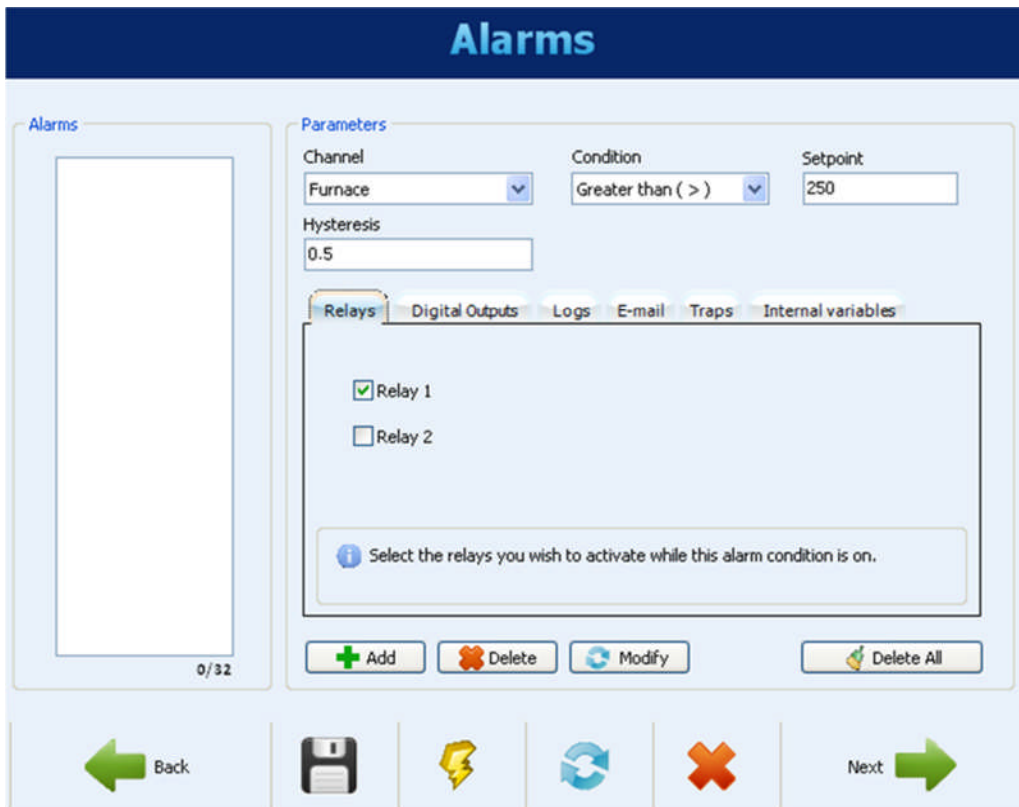 Alarms
Alarms
0/32
Parameters
Channel
Condition
Setpoint
Furnace
Greater than ( > )
250
Hysteresis
0.5
Relays
Digital Outputs
Logs
E-mail
Traps
Internal variables
Relay 1
Relay 2
Select the relays you wish to activate while this alarm condition is on.
Add
Delete
Modify
Delete All
Back
Next